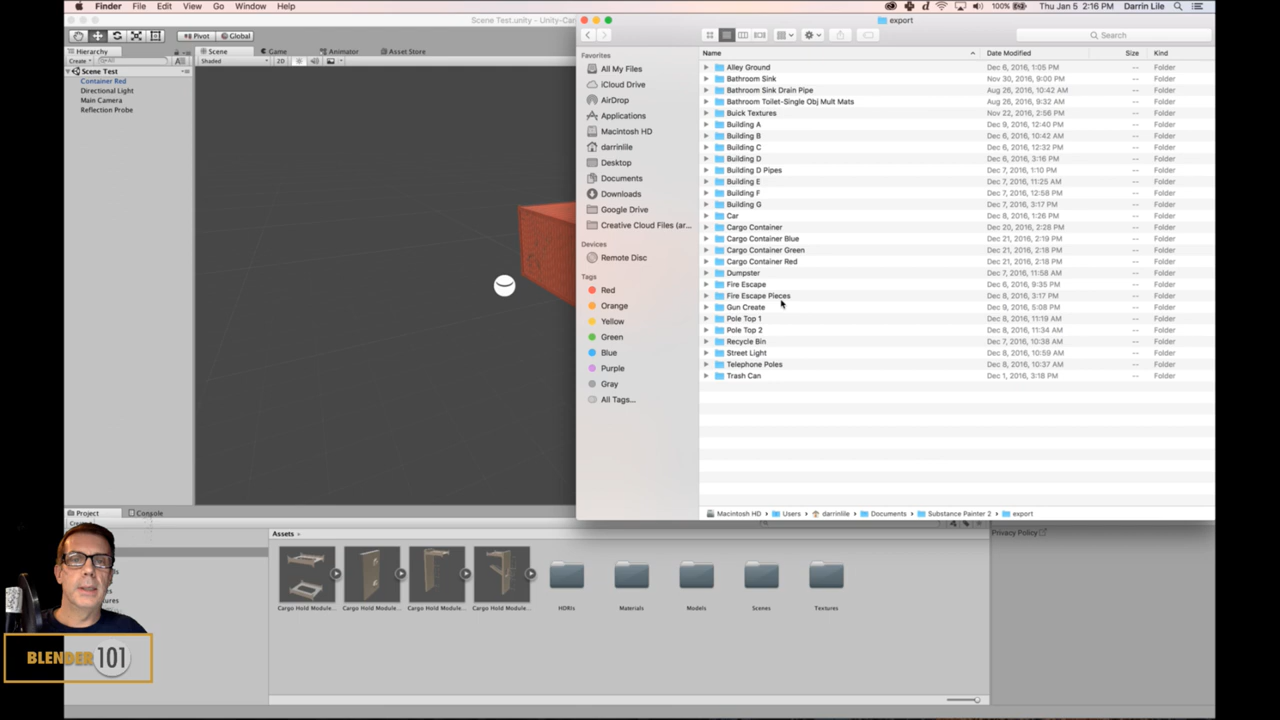 Finder File Edit View Go Window Help
100% Thu Jan 5 2:16 PM Darrin Lile
Scene Test.unity - Unity-Car
export
Pivot Global
Search
Hierarchy
Scene Game Animator Asset Store
Create All
Shaded 2D
Scene Test
Container Red
Directional Light
Main Camera
Reflection Probe
Favorites
All My Files
iCloud Drive
AirDrop
Applications
Macintosh HD
darrinlile
Desktop
Documents
Downloads
Google Drive
Creative Cloud Files (ar...
Devices
Remote Disc
Tags
Red
Orange
Yellow
Green
Blue
Purple
Gray
All Tags...
Name Date Modified Size Kind
Alley Ground Dec 6, 2016, 1:05 PM -- Folder
Bathroom Sink Nov 30, 2016, 9:00 PM -- Folder
Bathroom Sink Drain Pipe Aug 26, 2016, 10:42 AM -- Folder
Bathroom Toilet-Single Obj Mult Mats Aug 26, 2016, 9:32 AM -- Folder
Buick Textures Nov 22, 2016, 2:56 PM -- Folder
Building A Dec 9, 2016, 12:40 PM -- Folder
Building B Dec 6, 2016, 10:42 AM -- Folder
Building C Dec 6, 2016, 12:32 PM -- Folder
Building D Dec 6, 2016, 3:16 PM -- Folder
Building D Pipes Dec 7, 2016, 1:10 PM -- Folder
Building E Dec 7, 2016, 11:25 AM -- Folder
Building F Dec 7, 2016, 12:58 PM -- Folder
Building G Dec 7, 2016, 3:17 PM -- Folder
Car Dec 8, 2016, 1:26 PM -- Folder
Cargo Container Dec 20, 2016, 2:28 PM -- Folder
Cargo Container Blue Dec 21, 2016, 2:19 PM -- Folder
Cargo Container Green Dec 21, 2016, 2:18 PM -- Folder
Cargo Container Red Dec 21, 2016, 2:18 PM -- Folder
Dumpster Dec 7, 2016, 11:58 AM -- Folder
Fire Escape Dec 6, 2016, 9:35 PM -- Folder
Fire Escape Pieces Dec 8, 2016, 3:17 PM -- Folder
Gun Create Dec 9, 2016, 5:08 PM -- Folder
Pole Top 1 Dec 8, 2016, 11:19 AM -- Folder
Pole Top 2 Dec 8, 2016, 11:34 AM -- Folder
Recycle Bin Dec 7, 2016, 10:38 AM -- Folder
Street Light Dec 8, 2016, 10:59 AM -- Folder
Telephone Poles Dec 8, 2016, 10:37 AM -- Folder
Trash Can Dec 1, 2016, 3:18 PM -- Folder
Macintosh HD Users darrinlile Documents Substance Painter 2 export
Project Console
Assets
Privacy Policy
Cargo Hold Module... Cargo Hold Module... Cargo Hold Module... Cargo Hold Module... HDRIs Materials Models Scenes Textures
BLENDER 101